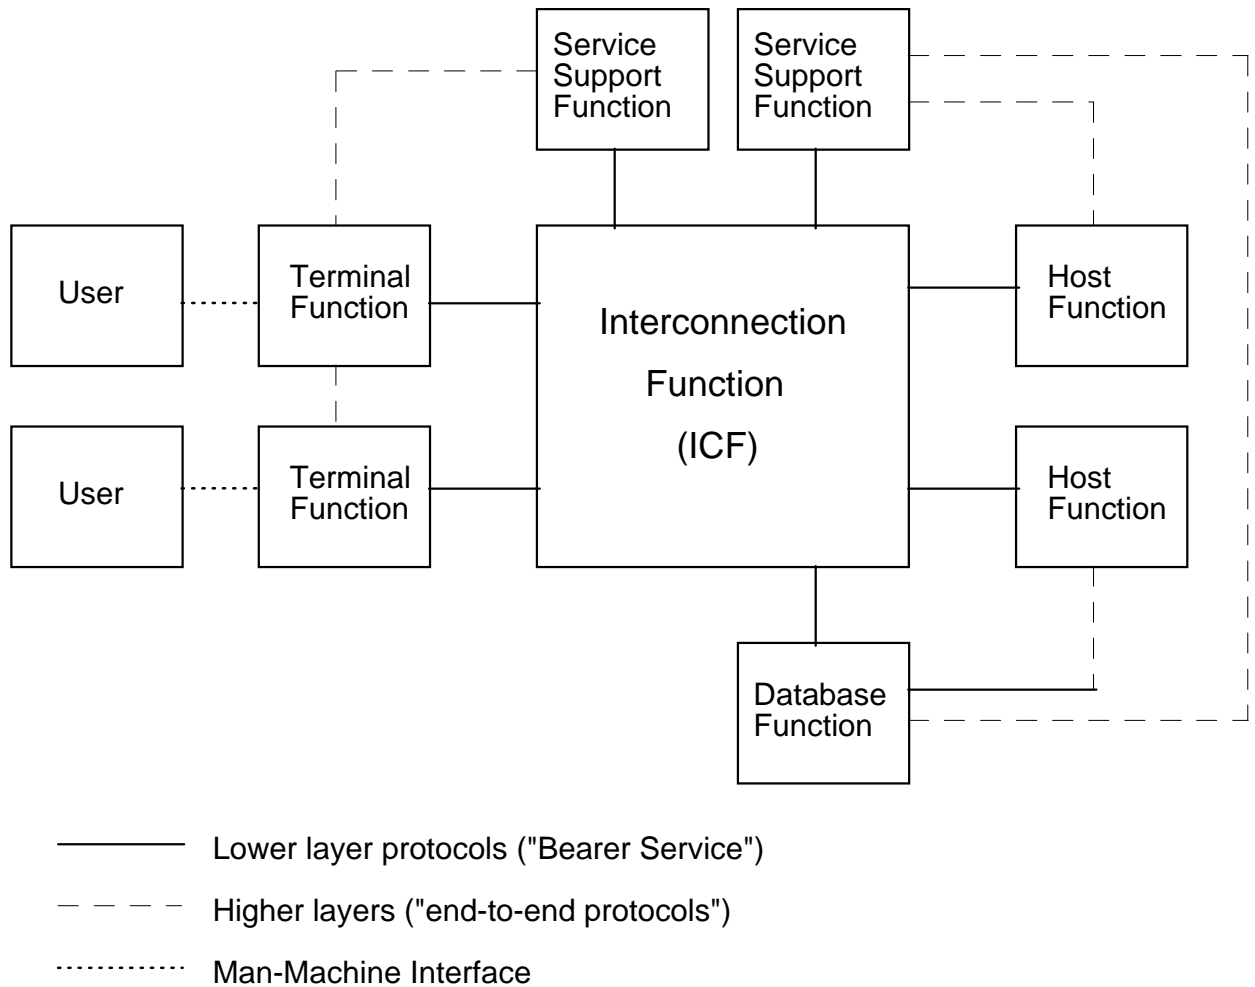 Service
Support
Function
Service
Support
Function
User
Terminal
Function
Interconnection
Function
(ICF)
Host
Function
User
Terminal
Function
Host
Function
Database
Function
Lower layer protocols ("Bearer Service")
Higher layers ("end-to-end protocols")
Man-Machine Interface